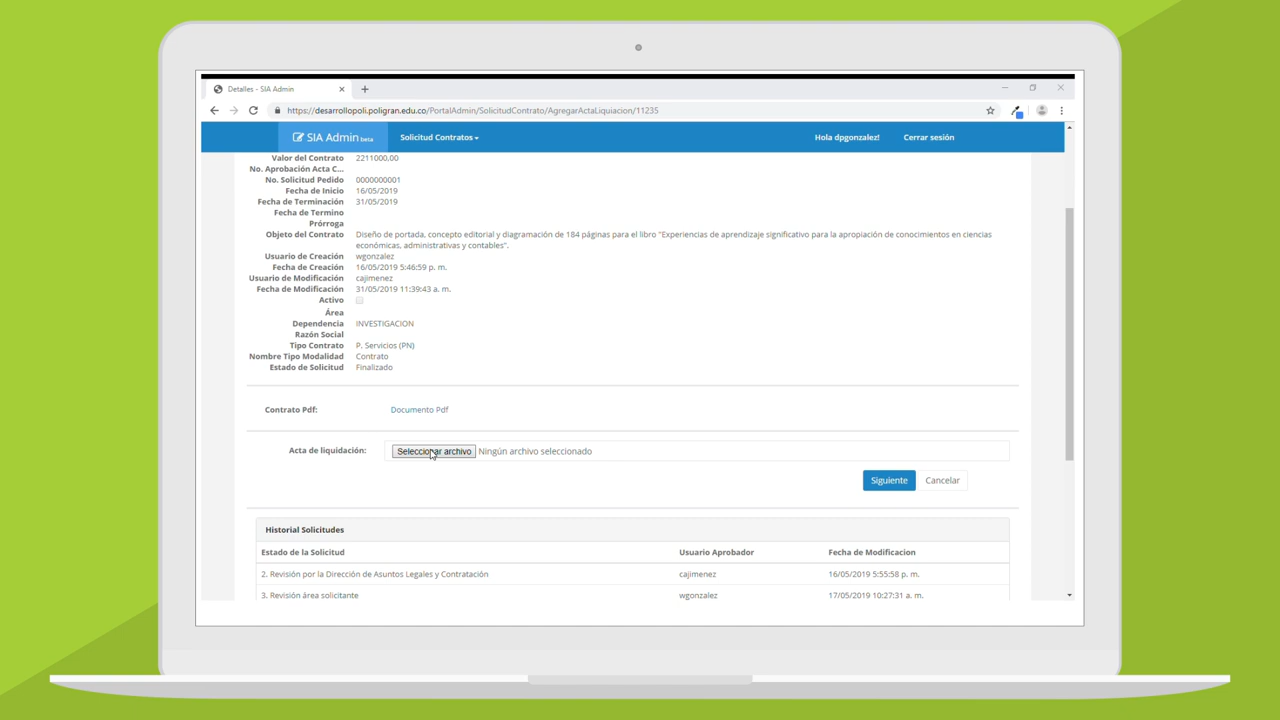 Detalles - SIA Admin
https://desarrollopoli.poligran.edu.co/PortalAdmin/SolicitudContrato/AgregarActaLiquiacion/11235
SIA Admin beta Solicitud Contratos Hola dpgonzalez! Cerrar sesión
Valor del Contrato 2211000,00
No. Aprobación Acta C...
No. Solicitud Pedido 0000000001
Fecha de Inicio 16/05/2019
Fecha de Terminación 31/05/2019
Fecha de Termino
Prórroga
Objeto del Contrato Diseño de portada, concepto editorial y diagramación de 184 páginas para el libro "Experiencias de aprendizaje significativo para la apropiación de conocimientos en ciencias
económicas, administrativas y contables".
Usuario de Creación wgonzalez
Fecha de Creación 16/05/2019 5:46:59 p. m.
Usuario de Modificación cajimenez
Fecha de Modificación 31/05/2019 11:39:43 a. m.
Activo
Área
Dependencia INVESTIGACION
Razón Social
Tipo Contrato P. Servicios (PN)
Nombre Tipo Modalidad Contrato
Estado de Solicitud Finalizado
Contrato Pdf: Documento Pdf
Acta de liquidación: Seleccionar archivo Ningún archivo seleccionado
Siguiente Cancelar
Historial Solicitudes
Estado de la Solicitud Usuario Aprobador Fecha de Modificacion
2. Revisión por la Dirección de Asuntos Legales y Contratación cajimenez 16/05/2019 5:55:58 p. m.
3. Revisión área solicitante wgonzalez 17/05/2019 10:27:31 a. m.